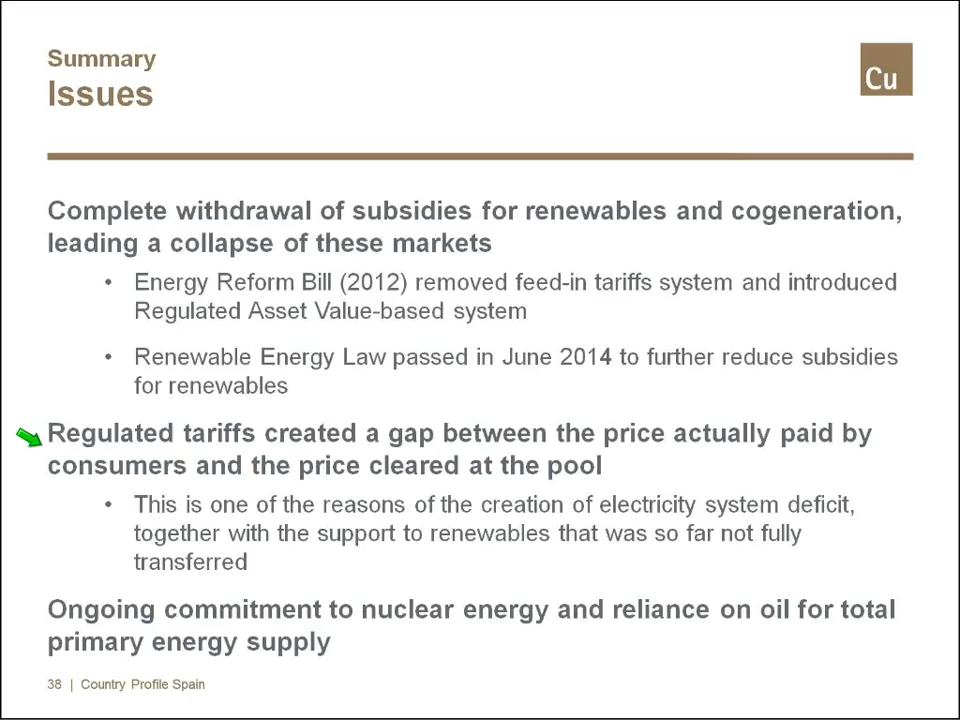 Summary
Issues
Cu
Complete withdrawal of subsidies for renewables and cogeneration,
leading a collapse of these markets
• Energy Reform Bill (2012) removed feed-in tariffs system and introduced
Regulated Asset Value-based system
• Renewable Energy Law passed in June 2014 to further reduce subsidies
for renewables
Regulated tariffs created a gap between the price actually paid by
consumers and the price cleared at the pool
• This is one of the reasons of the creation of electricity system deficit,
together with the support to renewables that was so far not fully
transferred
Ongoing commitment to nuclear energy and reliance on oil for total
primary energy supply
38 | Country Profile Spain